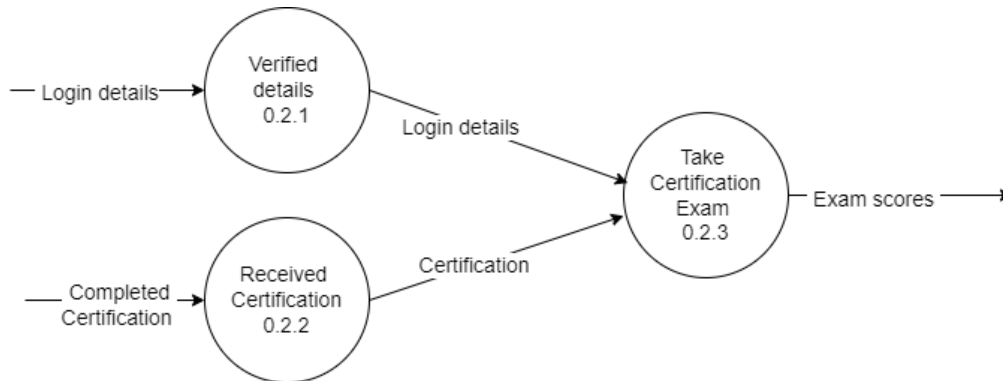 Login details
Verified
details
0.2.1
Login details
Take
Certification
Exam
0.2.3
Exam scores
Completed
Certification
Received
Certification
0.2.2
Certification